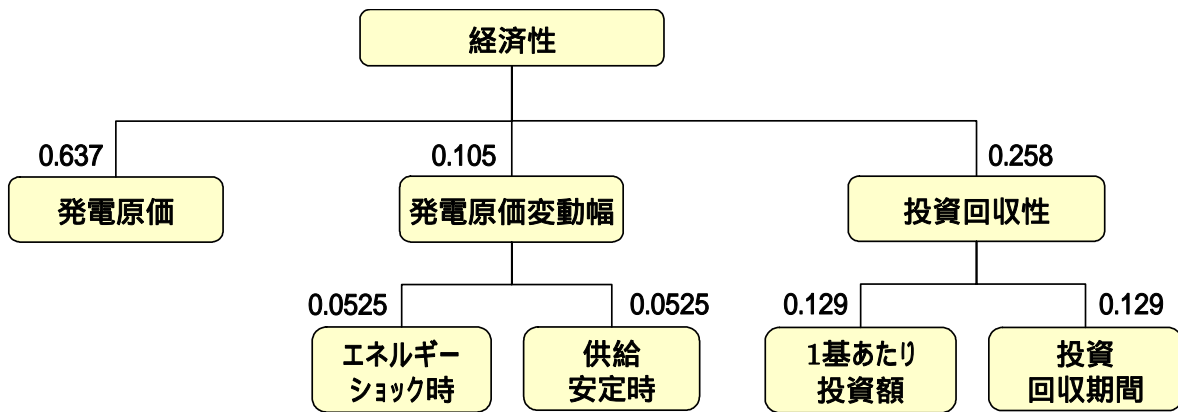 経済性
0.637
0.105
0.258
発電原価
発電原価変動幅
投資回収性
0.0525
0.0525
0.129
0.129
エネルギー
ショック時
供給
安定時
1基あたり
投資額
投資
回収期間